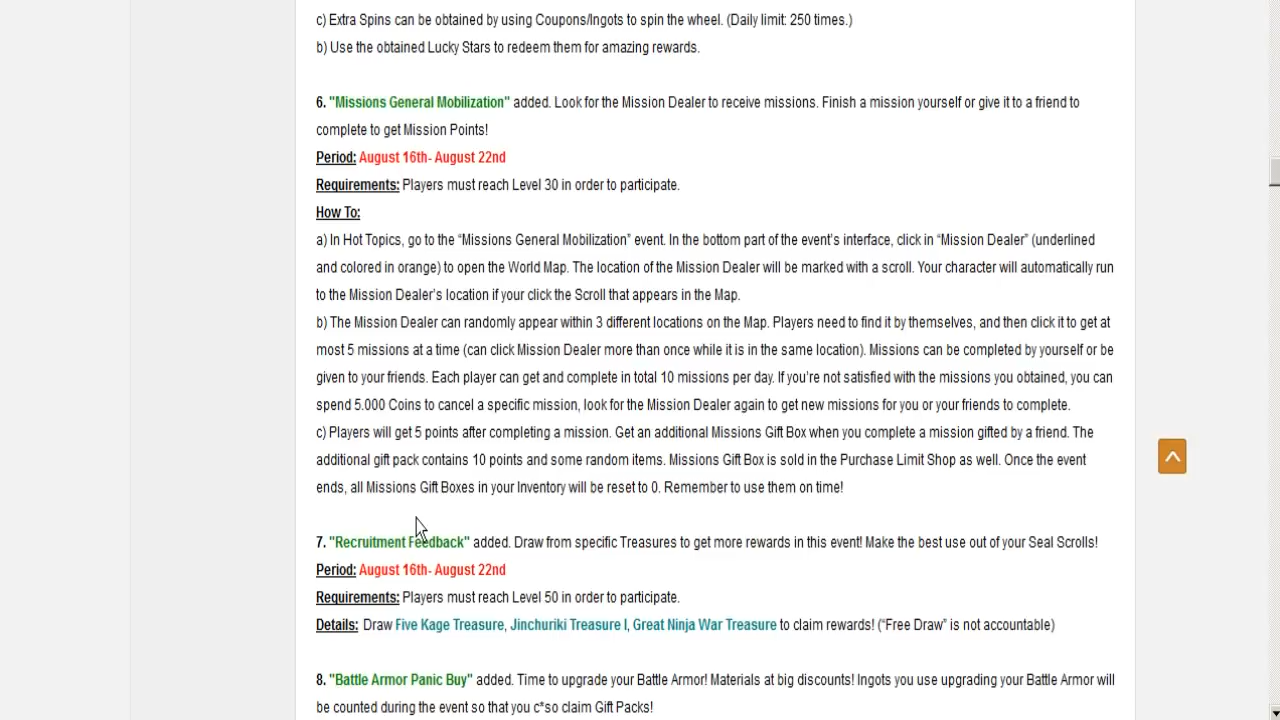 c) Extra Spins can be obtained by using Coupons/Ingots to spin the wheel. (Daily limit: 250 times.)
b) Use the obtained Lucky Stars to redeem them for amazing rewards.
6. "Missions General Mobilization" added. Look for the Mission Dealer to receive missions. Finish a mission yourself or give it to a friend to
complete to get Mission Points!
Period: August 16th- August 22nd
Requirements: Players must reach Level 30 in order to participate.
How To:
a) In Hot Topics, go to the “Missions General Mobilization” event. In the bottom part of the event’s interface, click in “Mission Dealer” (underlined
and colored in orange) to open the World Map. The location of the Mission Dealer will be marked with a scroll. Your character will automatically run
to the Mission Dealer’s location if your click the Scroll that appears in the Map.
b) The Mission Dealer can randomly appear within 3 different locations on the Map. Players need to find it by themselves, and then click it to get at
most 5 missions at a time (can click Mission Dealer more than once while it is in the same location). Missions can be completed by yourself or be
given to your friends. Each player can get and complete in total 10 missions per day. If you’re not satisfied with the missions you obtained, you can
spend 5.000 Coins to cancel a specific mission, look for the Mission Dealer again to get new missions for you or your friends to complete.
c) Players will get 5 points after completing a mission. Get an additional Missions Gift Box when you complete a mission gifted by a friend. The
additional gift pack contains 10 points and some random items. Missions Gift Box is sold in the Purchase Limit Shop as well. Once the event
ends, all Missions Gift Boxes in your Inventory will be reset to 0. Remember to use them on time!
7. "Recruitment Feedback" added. Draw from specific Treasures to get more rewards in this event! Make the best use out of your Seal Scrolls!
Period: August 16th- August 22nd
Requirements: Players must reach Level 50 in order to participate.
Details: Draw Five Kage Treasure, Jinchuriki Treasure I, Great Ninja War Treasure to claim rewards! (“Free Draw” is not accountable)
8. "Battle Armor Panic Buy" added. Time to upgrade your Battle Armor! Materials at big discounts! Ingots you use upgrading your Battle Armor will
be counted during the event so that you c*so claim Gift Packs!